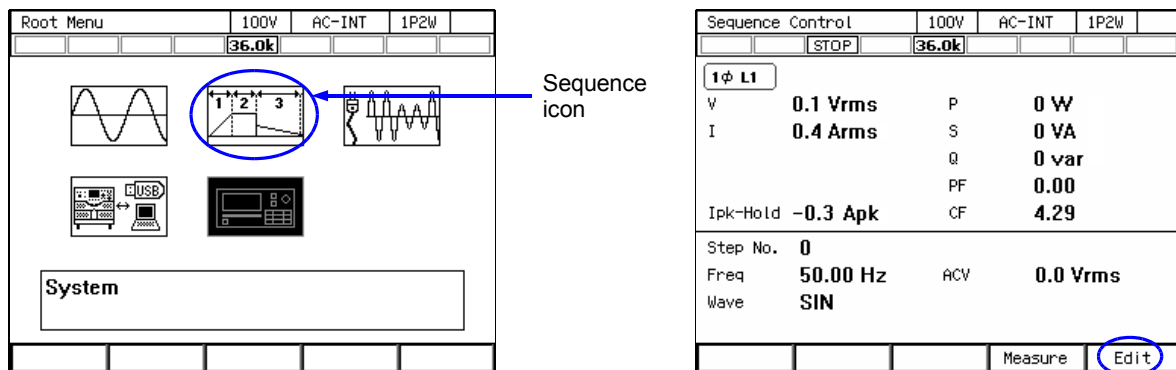 Root Menu 100V AC-INT 1P2W
36.0k
1 2 3
USB
System
Sequence
icon
Sequence Control 100V AC-INT 1P2W
STOP 36.0k
1ϕ L1
V 0.1 Vrms P 0 W
I 0.4 Arms S 0 VA
Q 0 var
PF 0.00
Ipk-Hold -0.3 Apk CF 4.29
Step No. 0
Freq 50.00 Hz ACV 0.0 Vrms
Wave SIN
Measure Edit